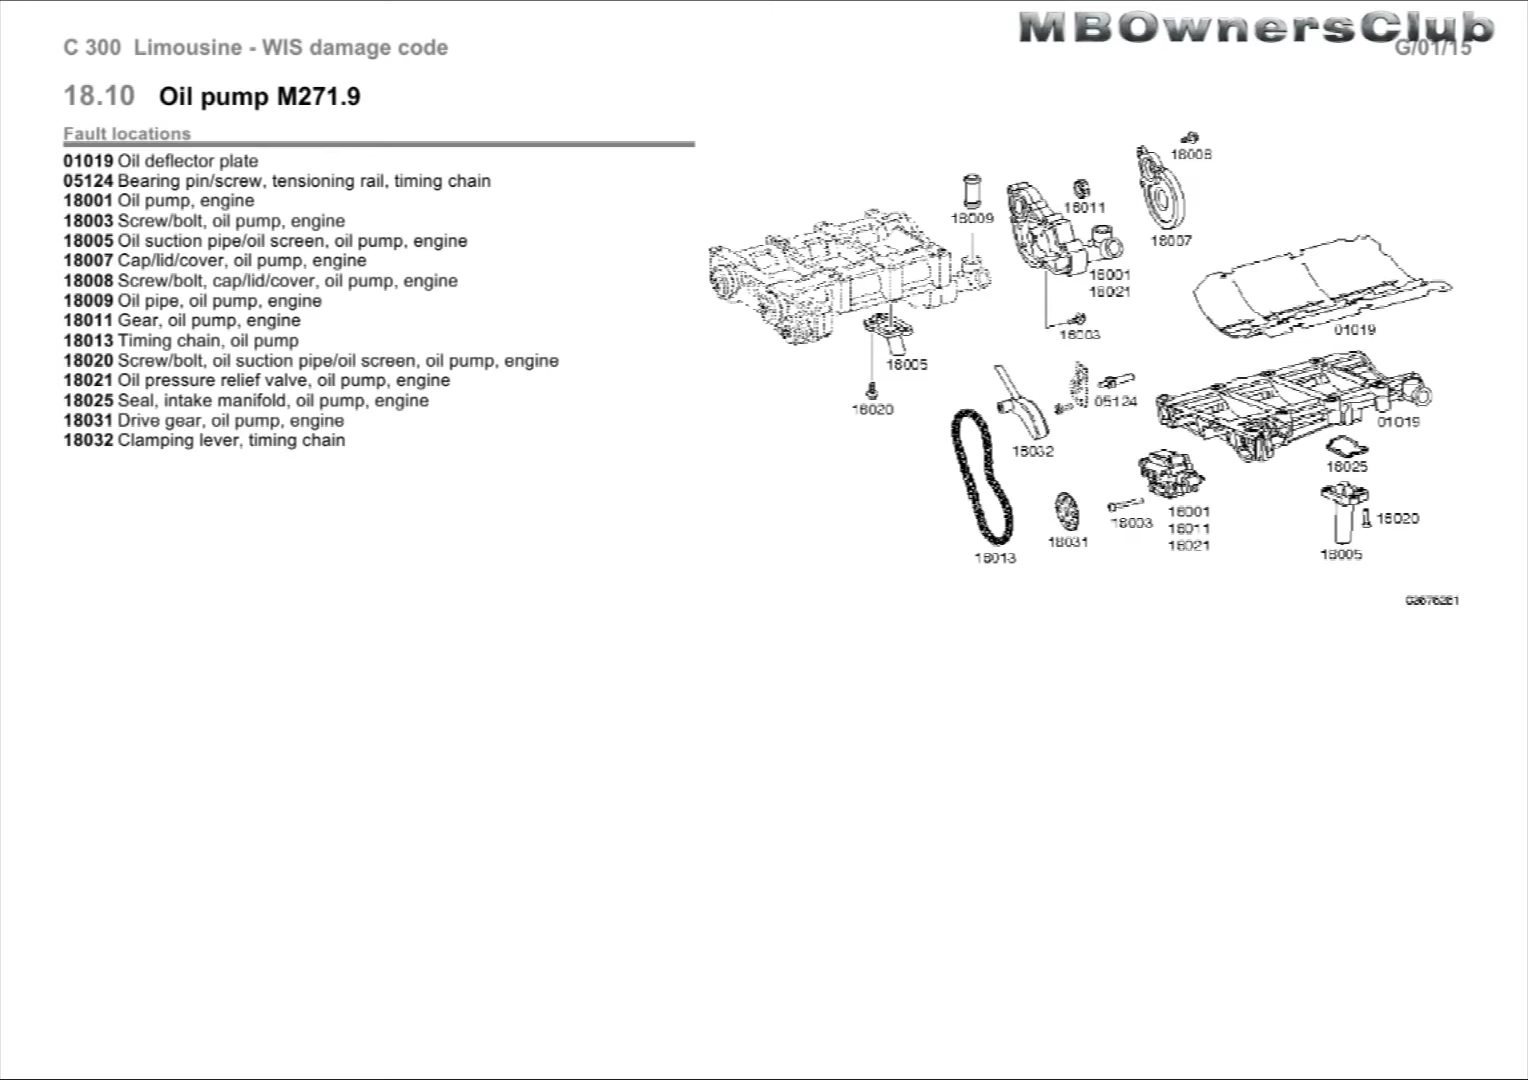 MBOwnersClub
C 300 Limousine - WIS damage code
G/01/15
18.10 Oil pump M271.9
Fault locations
01019 Oil deflector plate
05124 Bearing pin/screw, tensioning rail, timing chain
18001 Oil pump, engine
18003 Screw/bolt, oil pump, engine
18005 Oil suction pipe/oil screen, oil pump, engine
18007 Cap/lid/cover, oil pump, engine
18008 Screw/bolt, cap/lid/cover, oil pump, engine
18009 Oil pipe, oil pump, engine
18011 Gear, oil pump, engine
18013 Timing chain, oil pump
18020 Screw/bolt, oil suction pipe/oil screen, oil pump, engine
18021 Oil pressure relief valve, oil pump, engine
18025 Seal, intake manifold, oil pump, engine
18031 Drive gear, oil pump, engine
18032 Clamping lever, timing chain
18008
18009
18011
18007
18001
18021
18003
01019
18005
18020
05124
01019
18032
18025
18001
18011
18021
18003
18020
18031
18005
18013